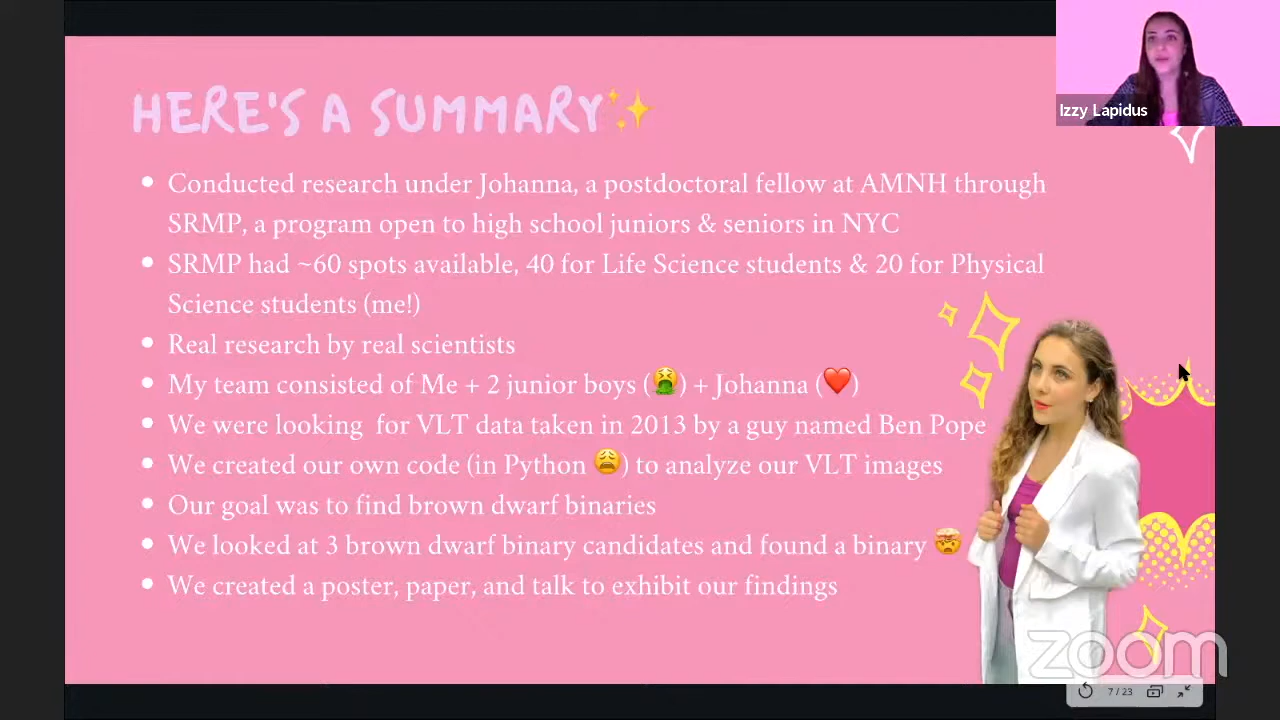 HERE'S A SUMMARY✨
Izzy Lapidus
• Conducted research under Johanna, a postdoctoral fellow at AMNH through
SRMP, a program open to high school juniors & seniors in NYC
• SRMP had ~60 spots available, 40 for Life Science students & 20 for Physical
Science students (me!)
• Real research by real scientists
• My team consisted of Me + 2 junior boys (🤮) + Johanna (❤️)
• We were looking for VLT data taken in 2013 by a guy named Ben Pope
• We created our own code (in Python 😩) to analyze our VLT images
• Our goal was to find brown dwarf binaries
• We looked at 3 brown dwarf binary candidates and found a binary 🤯
• We created a poster, paper, and talk to exhibit our findings
zoom
7 / 23